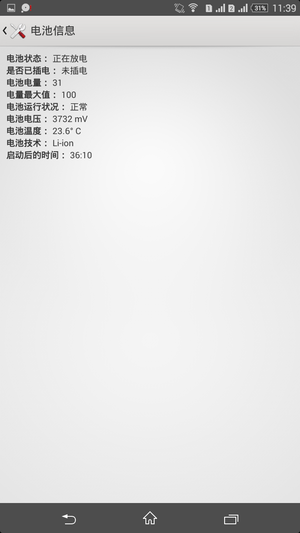 31% 11:39
电池信息
电池状态： 正在放电
是否已插电： 未插电
电池电量： 31
电量最大值： 100
电池运行状况： 正常
电池电压： 3732 mV
电池温度： 23.6° C
电池技术： Li-ion
启动后的时间： 36:10